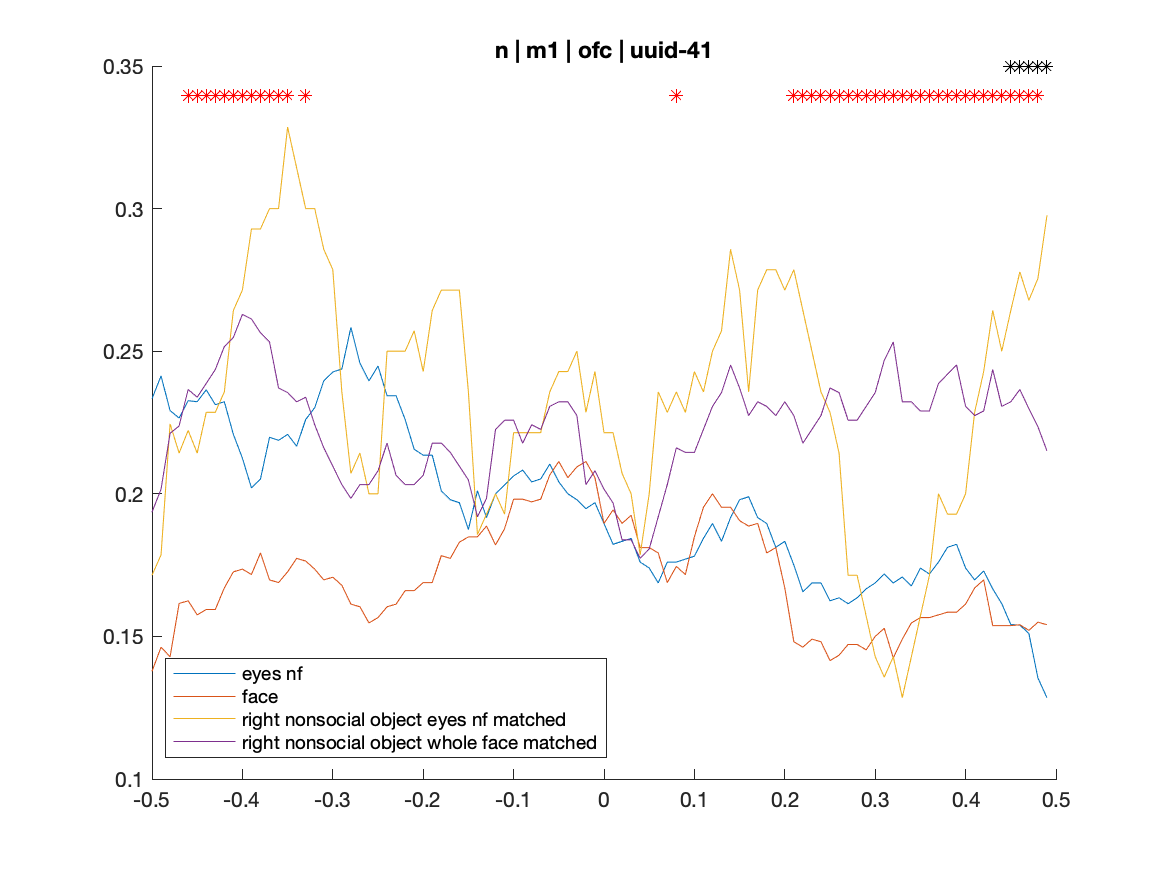 n | m1 | ofc | uuid-41
0.35
0.3
0.25
0.2
0.15
0.1
eyes nf
face
right nonsocial object eyes nf matched
right nonsocial object whole face matched
-0.5 -0.4 -0.3 -0.2 -0.1 0 0.1 0.2 0.3 0.4 0.5